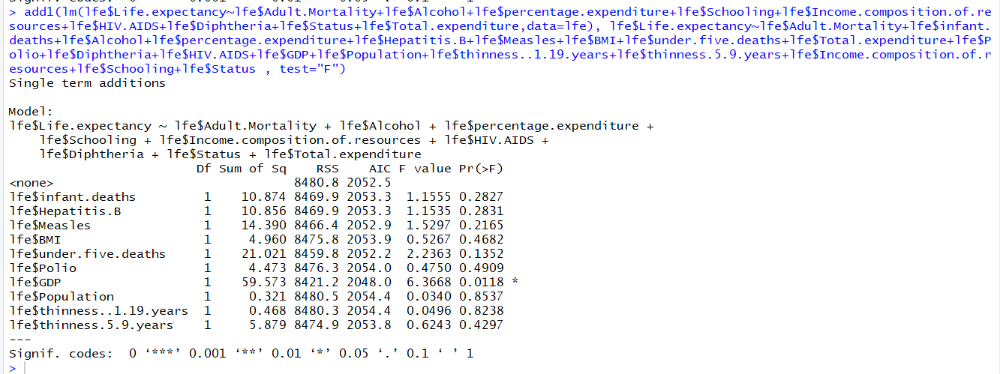 > add1(lm(lfe$Life.expectancy~lfe$Adult.Mortality+lfe$Alcohol+lfe$percentage.expenditure+lfe$Schooling+lfe$Income.composition.of.re
sources+lfe$HIV.AIDS+lfe$Diphtheria+lfe$Status+lfe$Total.expenditure,data=lfe), lfe$Life.expectancy~lfe$Adult.Mortality+lfe$infant.
deaths+lfe$Alcohol+lfe$percentage.expenditure+lfe$Hepatitis.B+lfe$Measles+lfe$BMI+lfe$under.five.deaths+lfe$Total.expenditure+lfe$P
olio+lfe$Diphtheria+lfe$HIV.AIDS+lfe$GDP+lfe$Population+lfe$thinness..1.19.years+lfe$thinness.5.9.years+lfe$Income.composition.of.r
esources+lfe$Schooling+lfe$Status , test="F")
Single term additions

Model:
lfe$Life.expectancy ~ lfe$Adult.Mortality + lfe$Alcohol + lfe$percentage.expenditure +
    lfe$Schooling + lfe$Income.composition.of.resources + lfe$HIV.AIDS +
    lfe$Diphtheria + lfe$Status + lfe$Total.expenditure
                         Df Sum of Sq    RSS    AIC F value Pr(>F)
<none>                                8480.8 2052.5
lfe$infant.deaths         1    10.874 8469.9 2053.3  1.1555 0.2827
lfe$Hepatitis.B           1    10.856 8469.9 2053.3  1.1535 0.2831
lfe$Measles               1    14.390 8466.4 2052.9  1.5297 0.2165
lfe$BMI                   1     4.960 8475.8 2053.9  0.5267 0.4682
lfe$under.five.deaths     1    21.021 8459.8 2052.2  2.2363 0.1352
lfe$Polio                 1     4.473 8476.3 2054.0  0.4750 0.4909
lfe$GDP                   1    59.573 8421.2 2048.0  6.3668 0.0118 *
lfe$Population            1     0.321 8480.5 2054.4  0.0340 0.8537
lfe$thinness..1.19.years  1     0.468 8480.3 2054.4  0.0496 0.8238
lfe$thinness.5.9.years    1     5.879 8474.9 2053.8  0.6243 0.4297
---
Signif. codes:  0 ‘***’ 0.001 ‘**’ 0.01 ‘*’ 0.05 ‘.’ 0.1 ‘ ’ 1
>